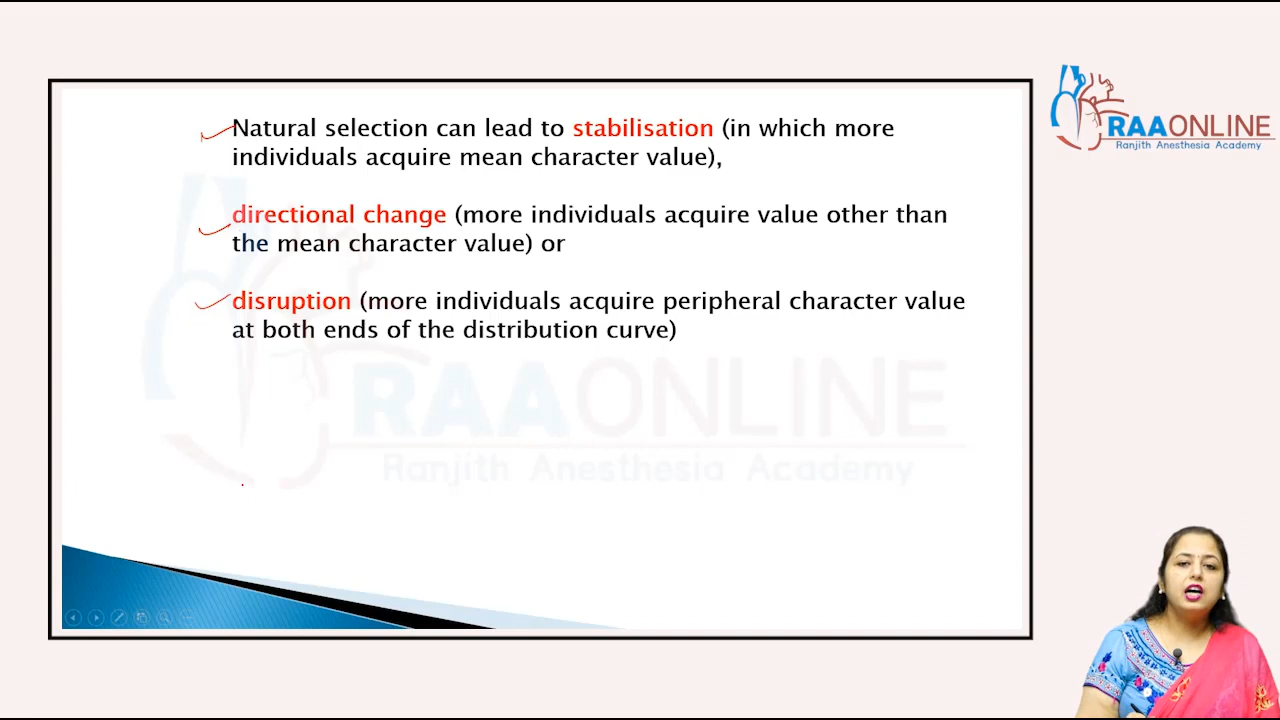 Natural selection can lead to stabilisation (in which more
individuals acquire mean character value),
directional change (more individuals acquire value other than
the mean character value) or
disruption (more individuals acquire peripheral character value
at both ends of the distribution curve)
RAAONLINE
Ranjith Anesthesia Academy
RAAONLINE
Ranjith Anesthesia Academy